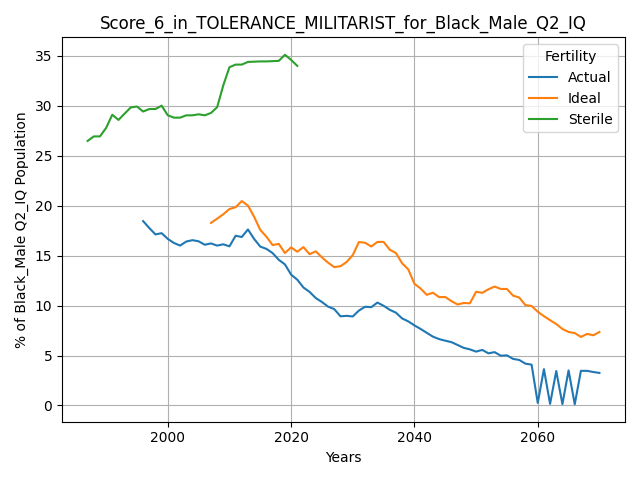 Score_6_in_TOLERANCE_MILITARIST_for_Black_Male_Q2_IQ
% of Black_Male Q2_IQ Population
35
30
25
20
15
10
5
0
Fertility
Actual
Ideal
Sterile
2000
2020
2040
2060
Years